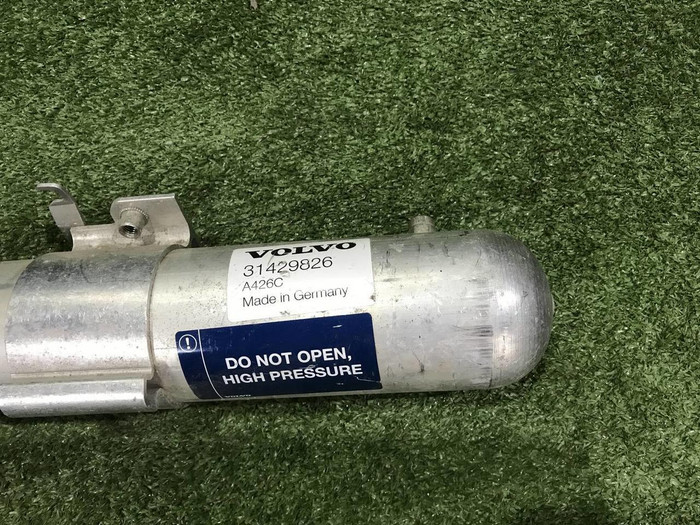 VOLVO
31429826
A426C
Made in Germany
!
DO NOT OPEN,
HIGH PRESSURE